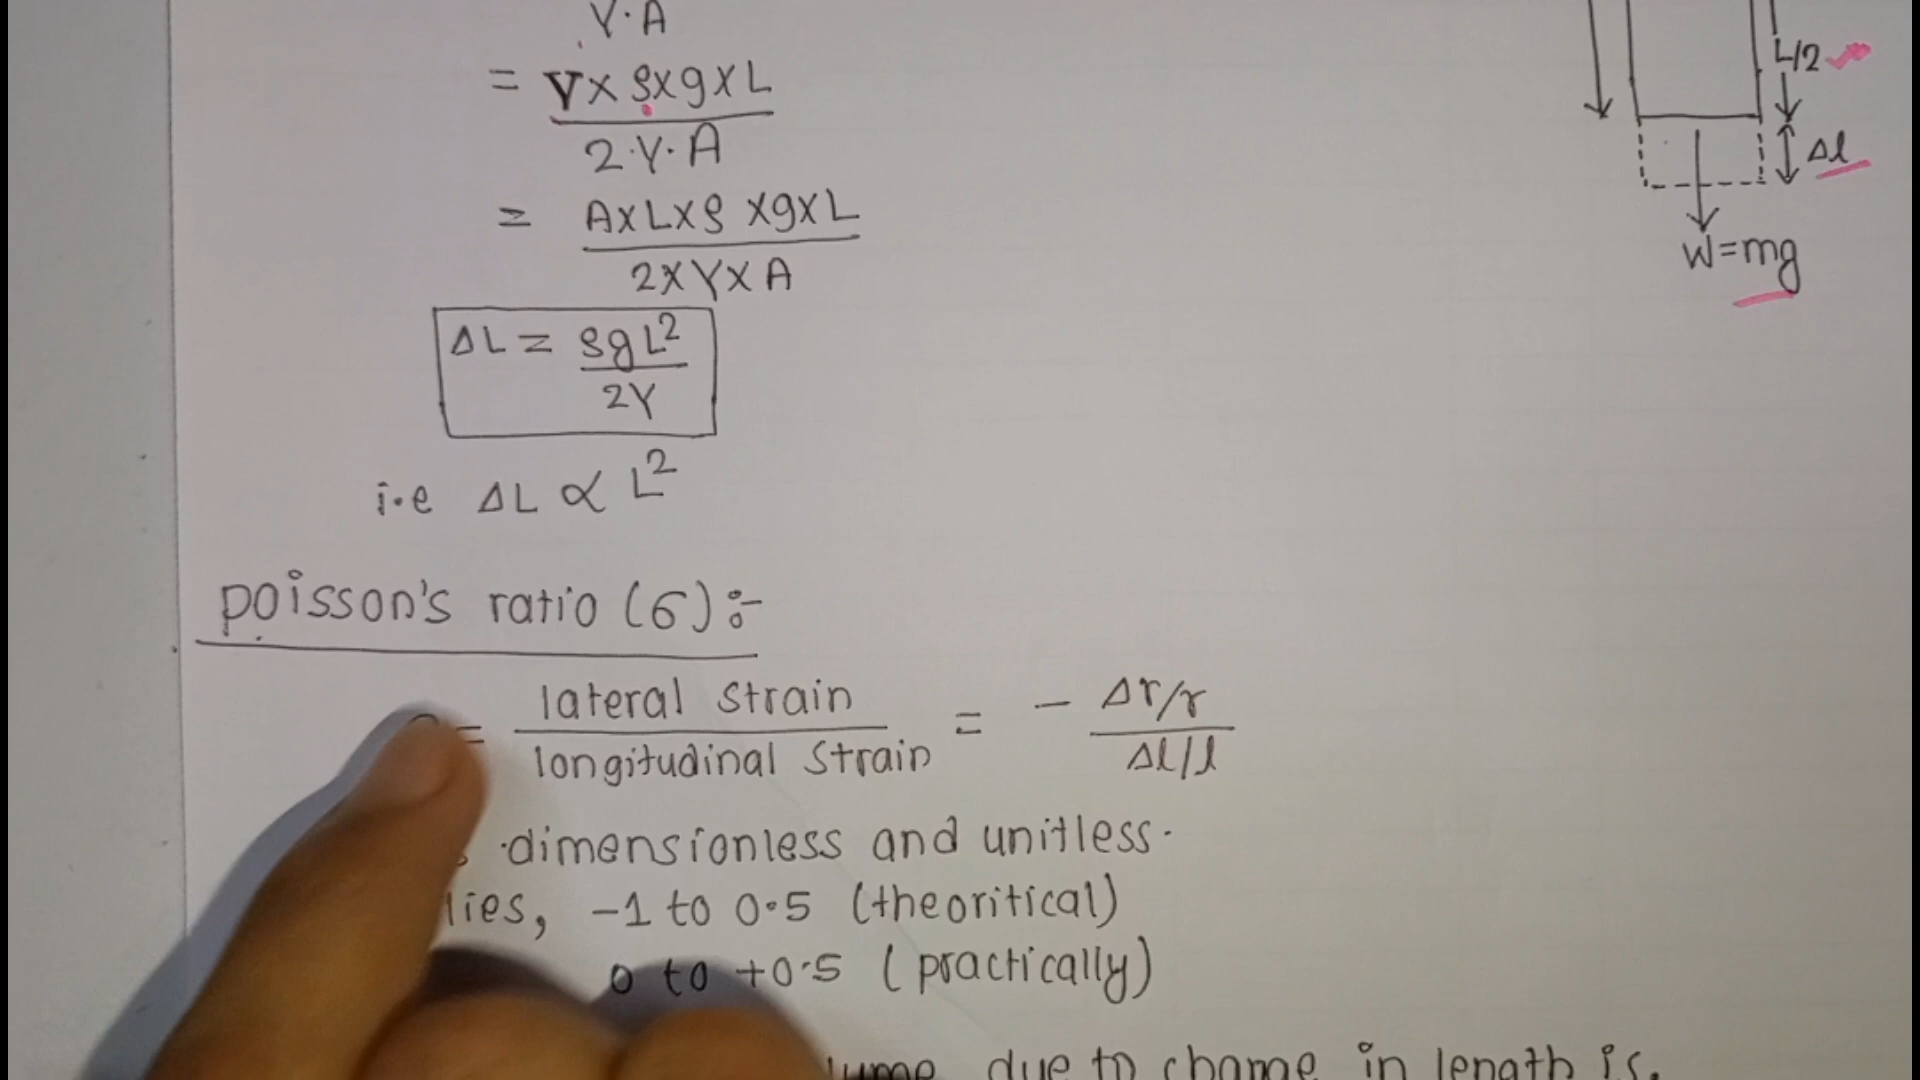 Y·A
= V×ρ×g×L
2·Y·A
= A×L×ρ×g×L
2×Y×A
ΔL = ρgL²
2Y
i.e ΔL ∝ L²
L/2
Δl
W=mg
poisson's ratio (σ):-
= lateral strain = - Δr/r
longitudinal strain Δl/l
dimensionless and unitless.
lies, -1 to 0.5 (theoritical)
0 to +0.5 (practically)
due to change in length is.